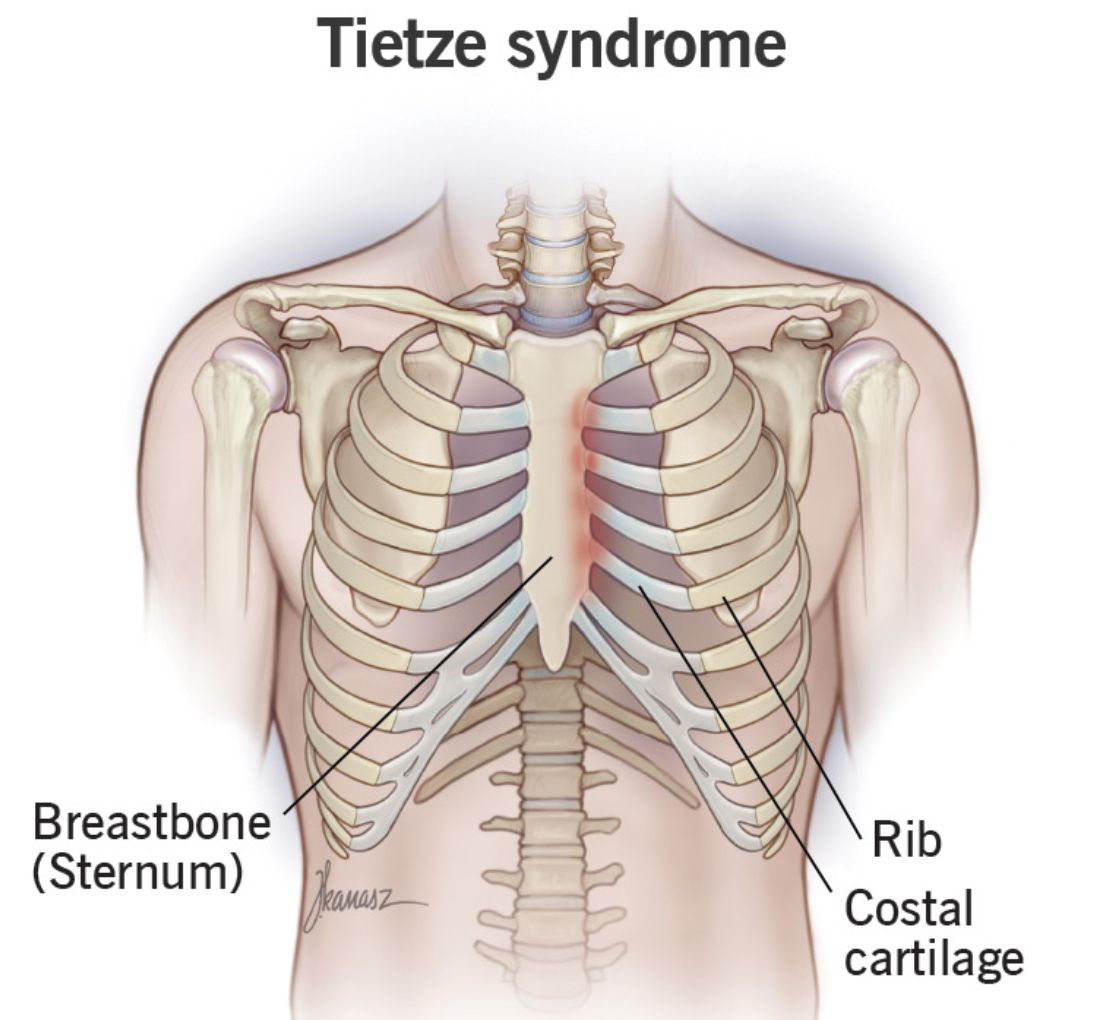 Tietze syndrome
Breastbone
(Sternum)
Rib
Costal
cartilage